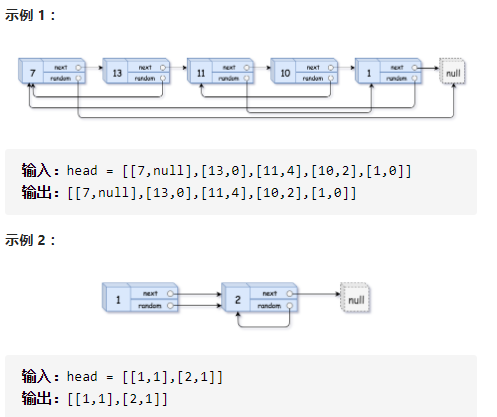 示例 1：
next next next next next
7 13 11 10 1 null
random random random random random
输入：head = [[7,null],[13,0],[11,4],[10,2],[1,0]]
输出：[[7,null],[13,0],[11,4],[10,2],[1,0]]
示例 2：
next next
1 2 null
random random
输入：head = [[1,1],[2,1]]
输出：[[1,1],[2,1]]